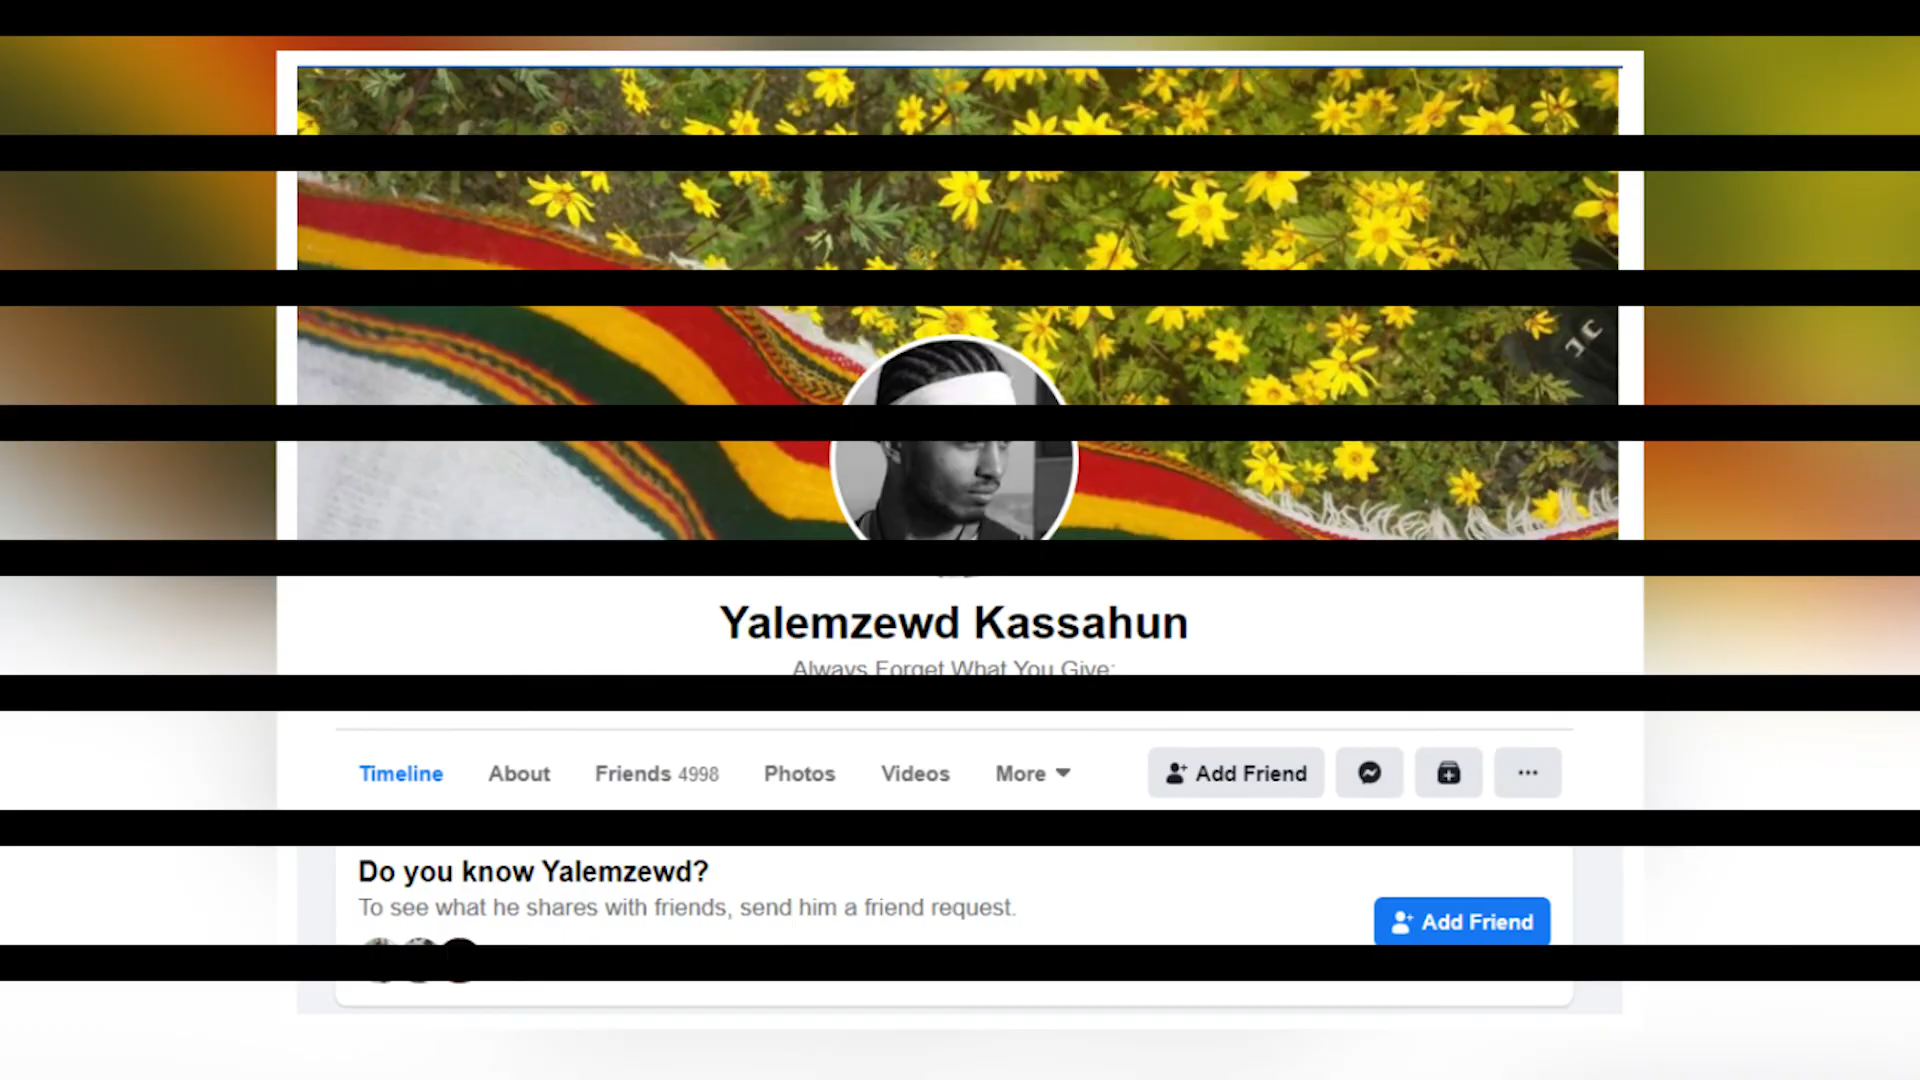 Yalemzewd Kassahun
Always Forget What You Give;
Timeline About Friends 4998 Photos Videos More Add Friend
Do you know Yalemzewd?
To see what he shares with friends, send him a friend request.
Add Friend